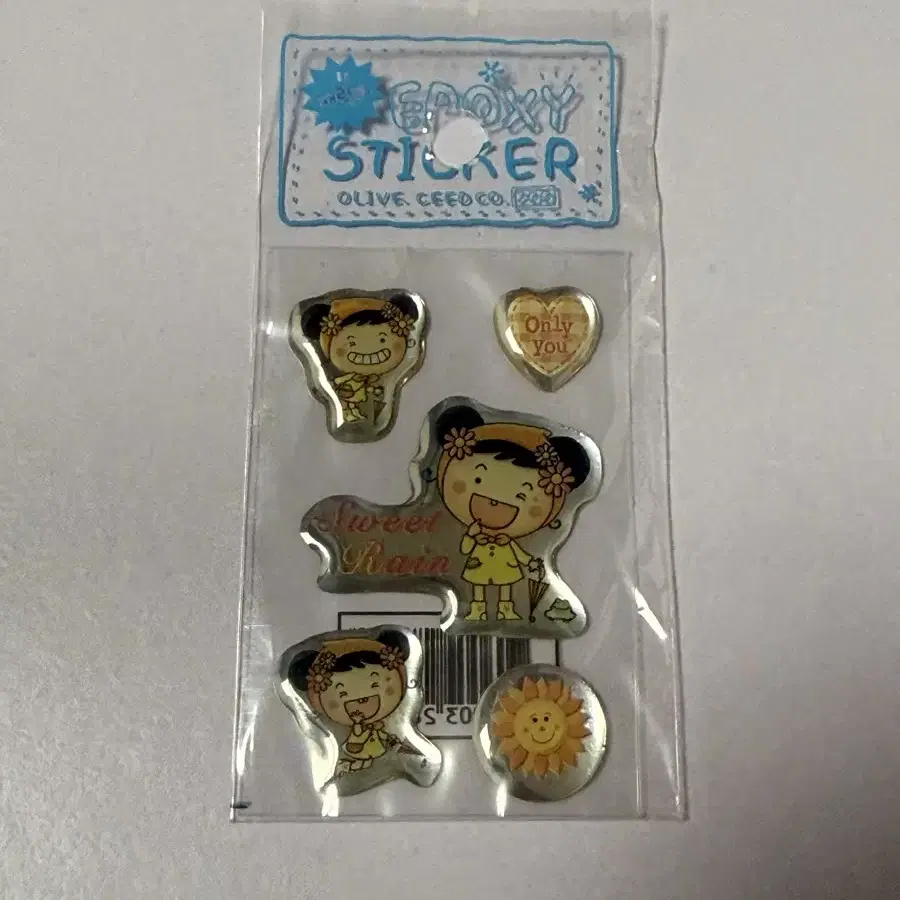 EPOXY
STICKER
OLIVE CEED CO.
Only
you
Sweet
Rain